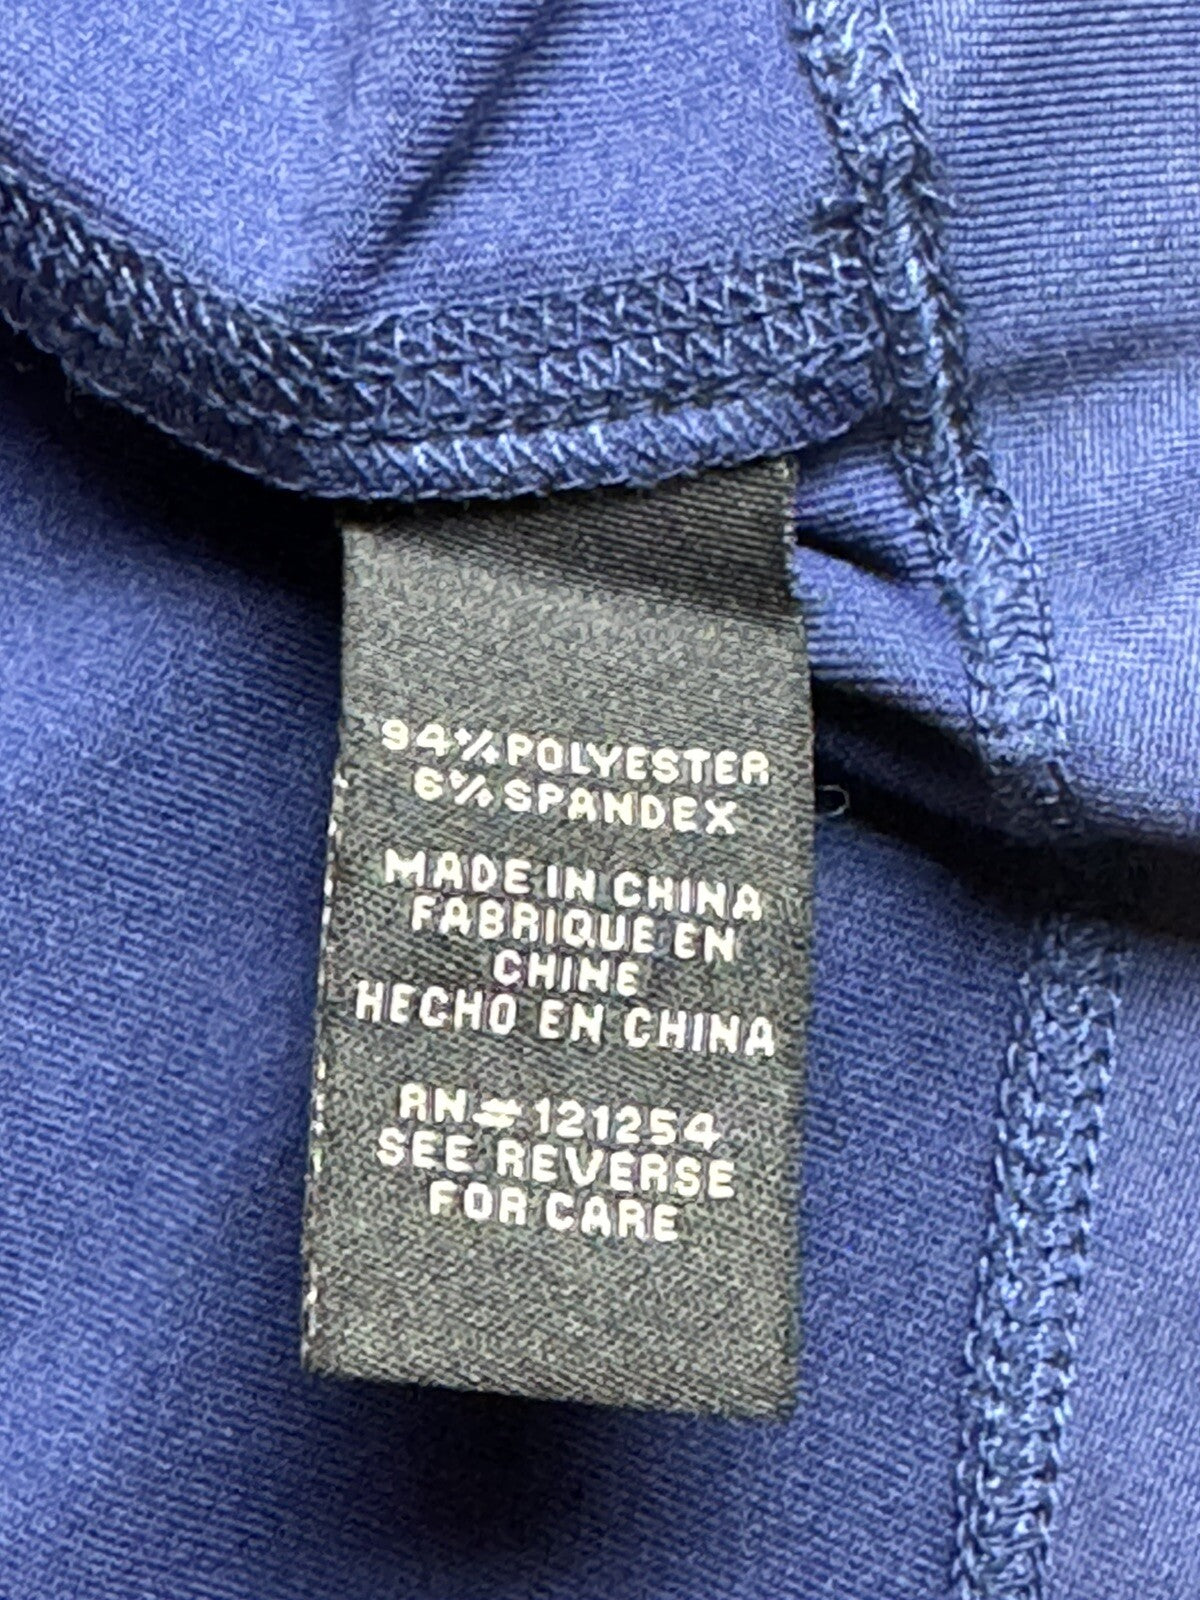 94% POLYESTER
6% SPANDEX
MADE IN CHINA
FABRIQUE EN
CHINE
HECHO EN CHINA
RN# 121254
SEE REVERSE
FOR CARE